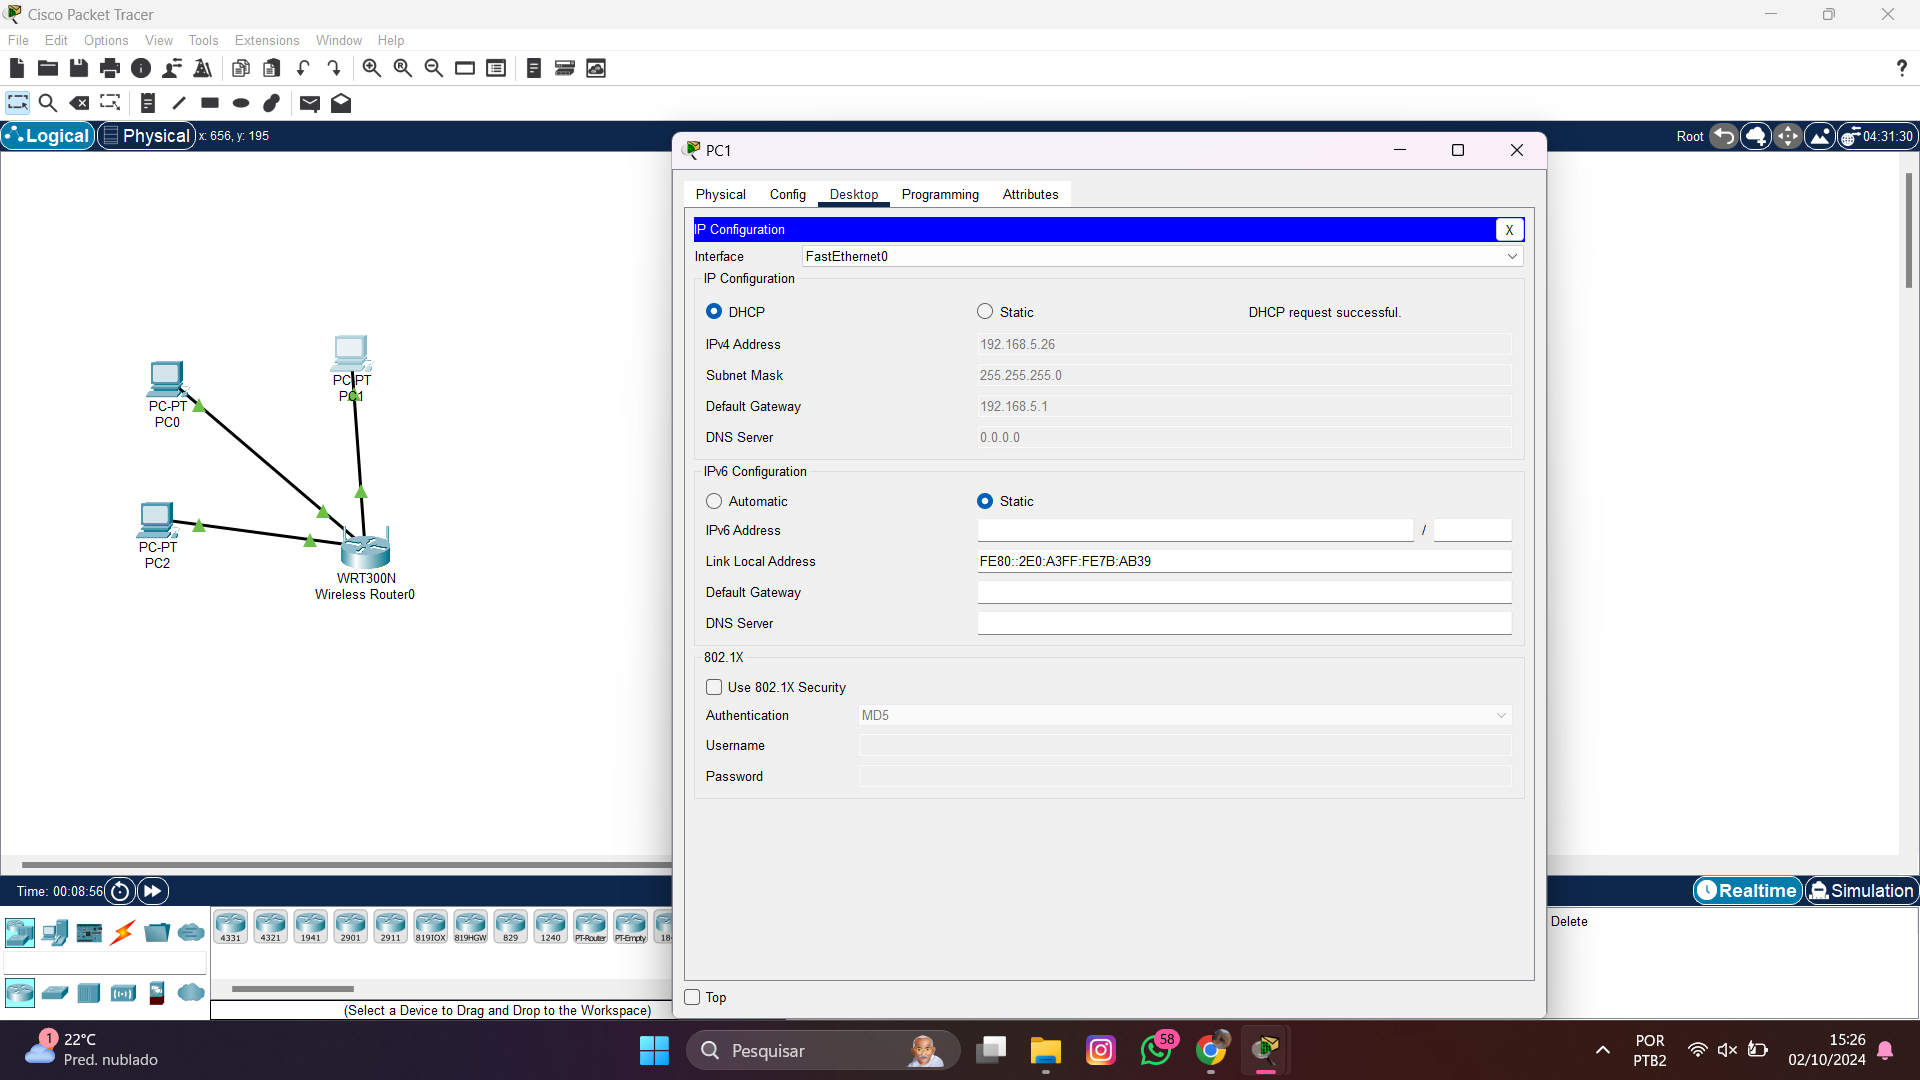 Cisco Packet Tracer
File Edit Options View Tools Extensions Window Help
?
Logical Physical x: 656, y: 195
Root 04:31:30
PC-PT
PC0
PC-PT
PC1
PC-PT
PC2
WRT300N
Wireless Router0
PC1
Physical Config Desktop Programming Attributes
IP Configuration X
Interface FastEthernet0
IP Configuration
DHCP Static DHCP request successful.
IPv4 Address 192.168.5.26
Subnet Mask 255.255.255.0
Default Gateway 192.168.5.1
DNS Server 0.0.0.0
IPv6 Configuration
Automatic Static
IPv6 Address /
Link Local Address FE80::2E0:A3FF:FE7B:AB39
Default Gateway
DNS Server
802.1X
Use 802.1X Security
Authentication MD5
Username
Password
Top
Time: 00:08:56
Realtime Simulation
4331 4321 1941 2901 2911 819IOX 819HGW 829 1240 PT-Router PT-Empty 18
Delete
(Select a Device to Drag and Drop to the Workspace)
1
22°C
Pred. nublado
Pesquisar
58
POR
PTB2
15:26
02/10/2024